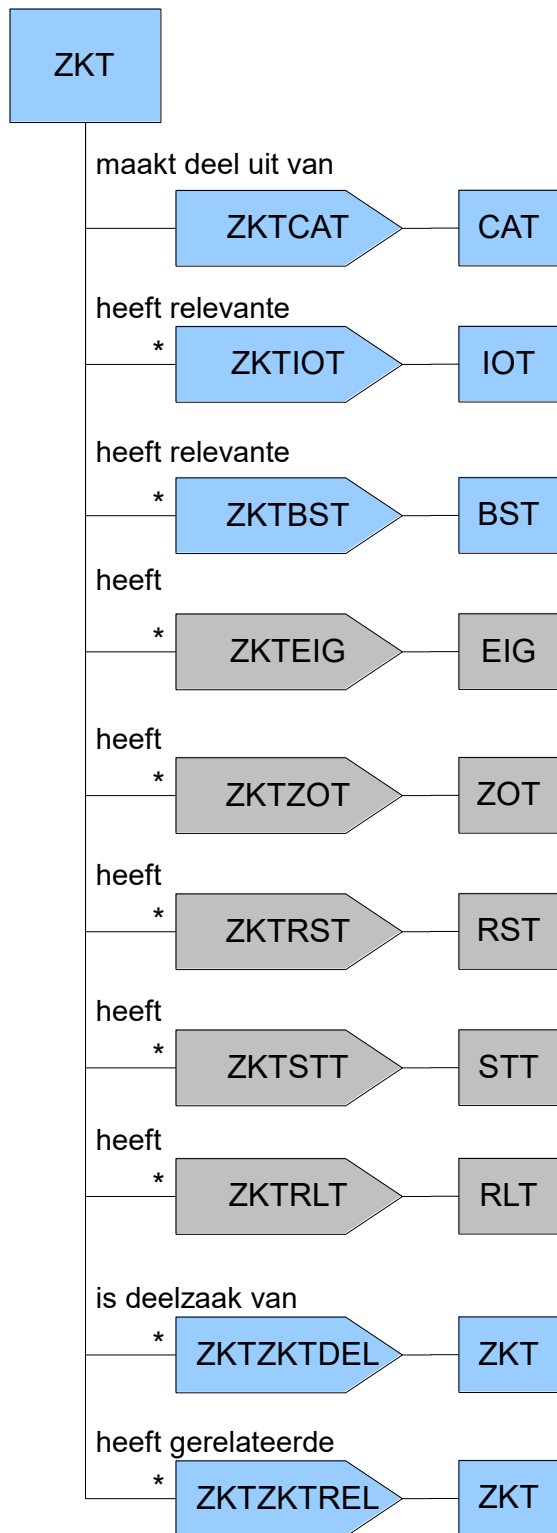 ZKT
maakt deel uit van
ZKTCAT CAT
heeft relevante
* ZKTIOT IOT
heeft relevante
* ZKTBST BST
heeft
* ZKTEIG EIG
heeft
* ZKTZOT ZOT
heeft
* ZKTRST RST
heeft
* ZKTSTT STT
heeft
* ZKTRLT RLT
is deelzaak van
* ZKTZKTDEL ZKT
heeft gerelateerde
* ZKTZKTREL ZKT